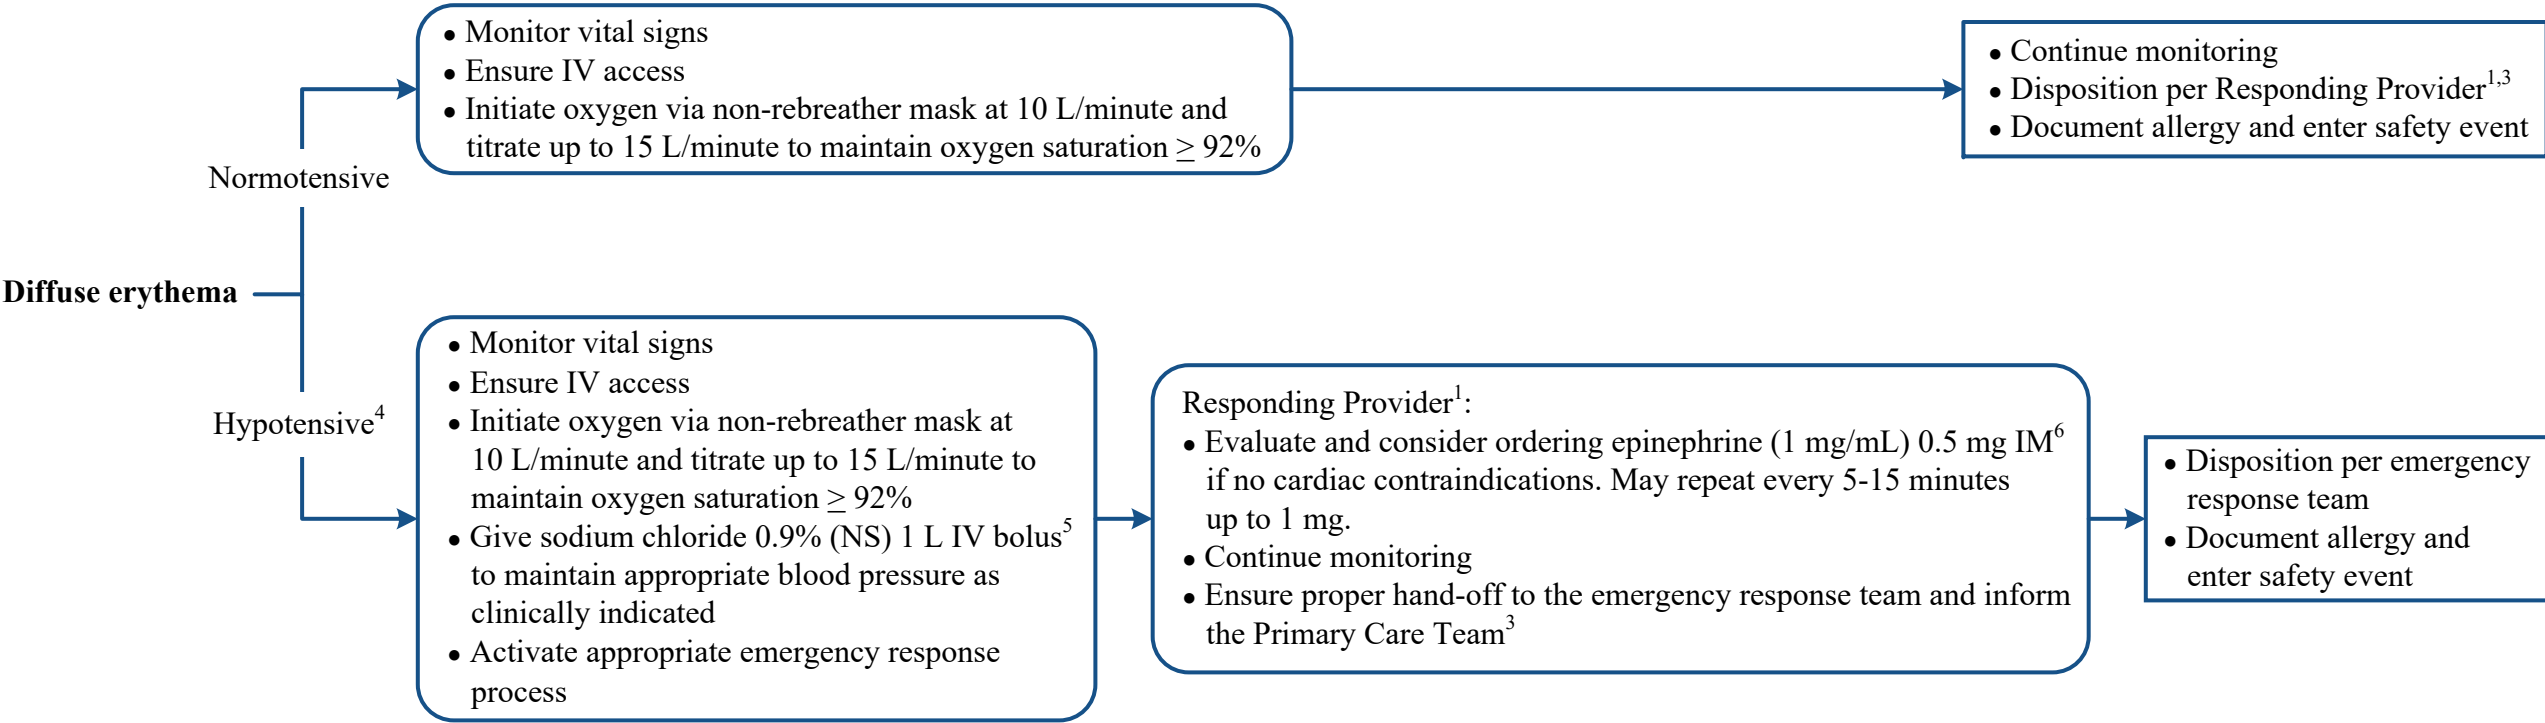 Diffuse erythema
Normotensive
● Monitor vital signs
● Ensure IV access
● Initiate oxygen via non-rebreather mask at 10 L/minute and
titrate up to 15 L/minute to maintain oxygen saturation ≥ 92%
● Continue monitoring
● Disposition per Responding Provider1,3
● Document allergy and enter safety event
Hypotensive4
● Monitor vital signs
● Ensure IV access
● Initiate oxygen via non-rebreather mask at
10 L/minute and titrate up to 15 L/minute to
maintain oxygen saturation ≥ 92%
● Give sodium chloride 0.9% (NS) 1 L IV bolus5
to maintain appropriate blood pressure as
clinically indicated
● Activate appropriate emergency response
process
Responding Provider1:
● Evaluate and consider ordering epinephrine (1 mg/mL) 0.5 mg IM6
if no cardiac contraindications. May repeat every 5-15 minutes
up to 1 mg.
● Continue monitoring
● Ensure proper hand-off to the emergency response team and inform
the Primary Care Team3
● Disposition per emergency
response team
● Document allergy and
enter safety event